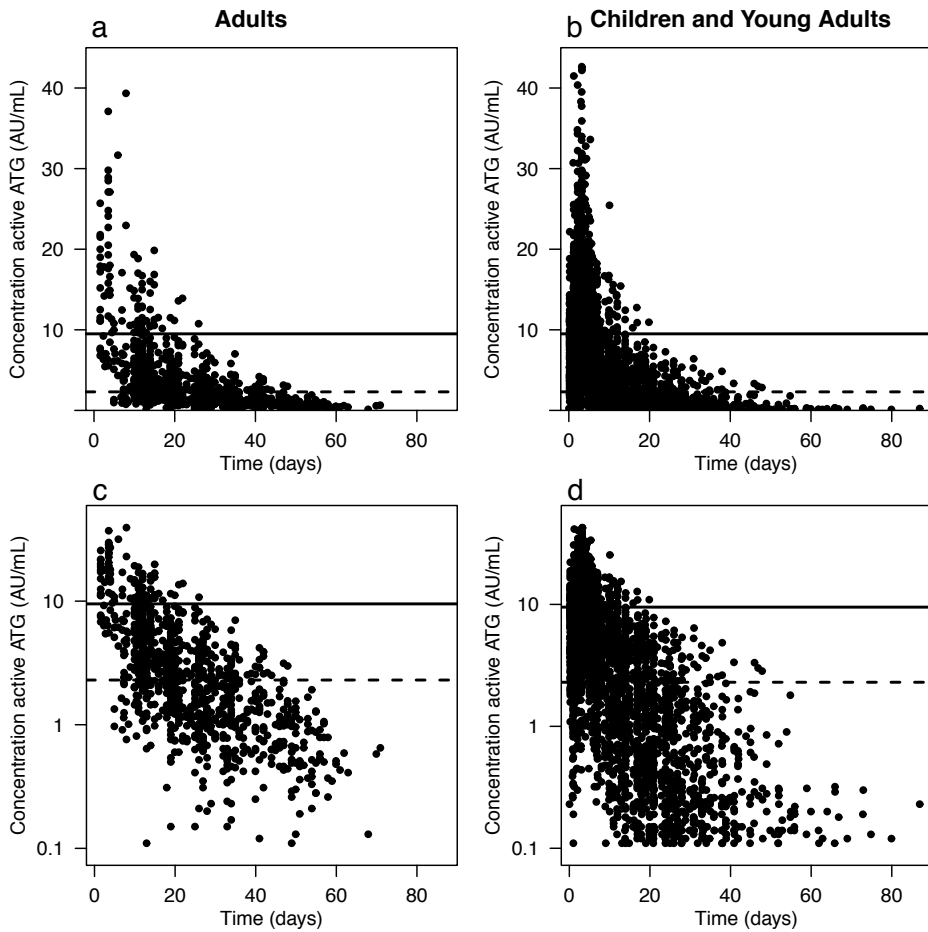 Adults
Children and Young Adults
a
Concentration active ATG (AU/mL)
40
30
20
10
0 20 40 60 80
Time (days)
b
Concentration active ATG (AU/mL)
40
30
20
10
0 20 40 60 80
Time (days)
c
Concentration active ATG (AU/mL)
10
1
0.1
0 20 40 60 80
Time (days)
d
Concentration active ATG (AU/mL)
10
1
0.1
0 20 40 60 80
Time (days)